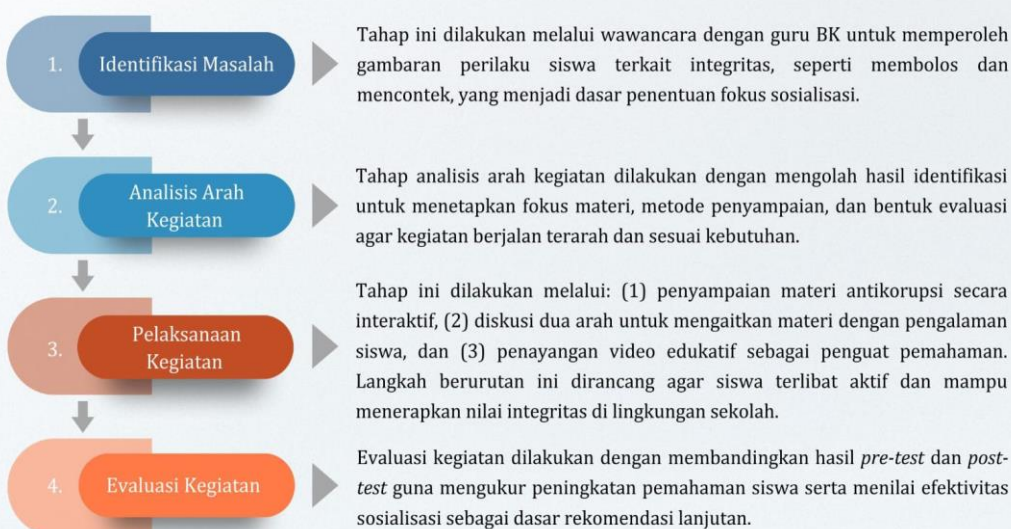 1. Identifikasi Masalah
Tahap ini dilakukan melalui wawancara dengan guru BK untuk memperoleh
gambaran perilaku siswa terkait integritas, seperti membolos dan
mencontek, yang menjadi dasar penentuan fokus sosialisasi.
2. Analisis Arah
Kegiatan
Tahap analisis arah kegiatan dilakukan dengan mengolah hasil identifikasi
untuk menetapkan fokus materi, metode penyampaian, dan bentuk evaluasi
agar kegiatan berjalan terarah dan sesuai kebutuhan.
3. Pelaksanaan
Kegiatan
Tahap ini dilakukan melalui: (1) penyampaian materi antikorupsi secara
interaktif, (2) diskusi dua arah untuk mengaitkan materi dengan pengalaman
siswa, dan (3) penayangan video edukatif sebagai penguat pemahaman.
Langkah berurutan ini dirancang agar siswa terlibat aktif dan mampu
menerapkan nilai integritas di lingkungan sekolah.
4. Evaluasi Kegiatan
Evaluasi kegiatan dilakukan dengan membandingkan hasil pre-test dan post-
test guna mengukur peningkatan pemahaman siswa serta menilai efektivitas
sosialisasi sebagai dasar rekomendasi lanjutan.